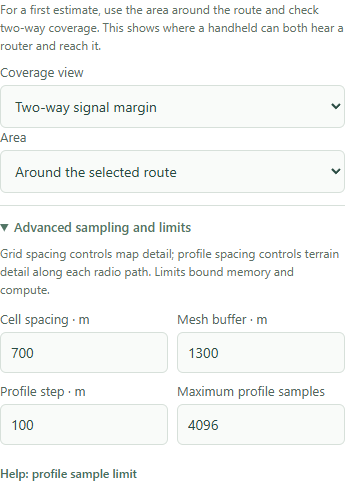 For a first estimate, use the area around the route and check
two-way coverage. This shows where a handheld can both hear a
router and reach it.
Coverage view
Two-way signal margin
Area
Around the selected route
▼ Advanced sampling and limits
Grid spacing controls map detail; profile spacing controls terrain
detail along each radio path. Limits bound memory and
compute.
Cell spacing · m
Mesh buffer · m
700
1300
Profile step · m
Maximum profile samples
100
4096
Help: profile sample limit